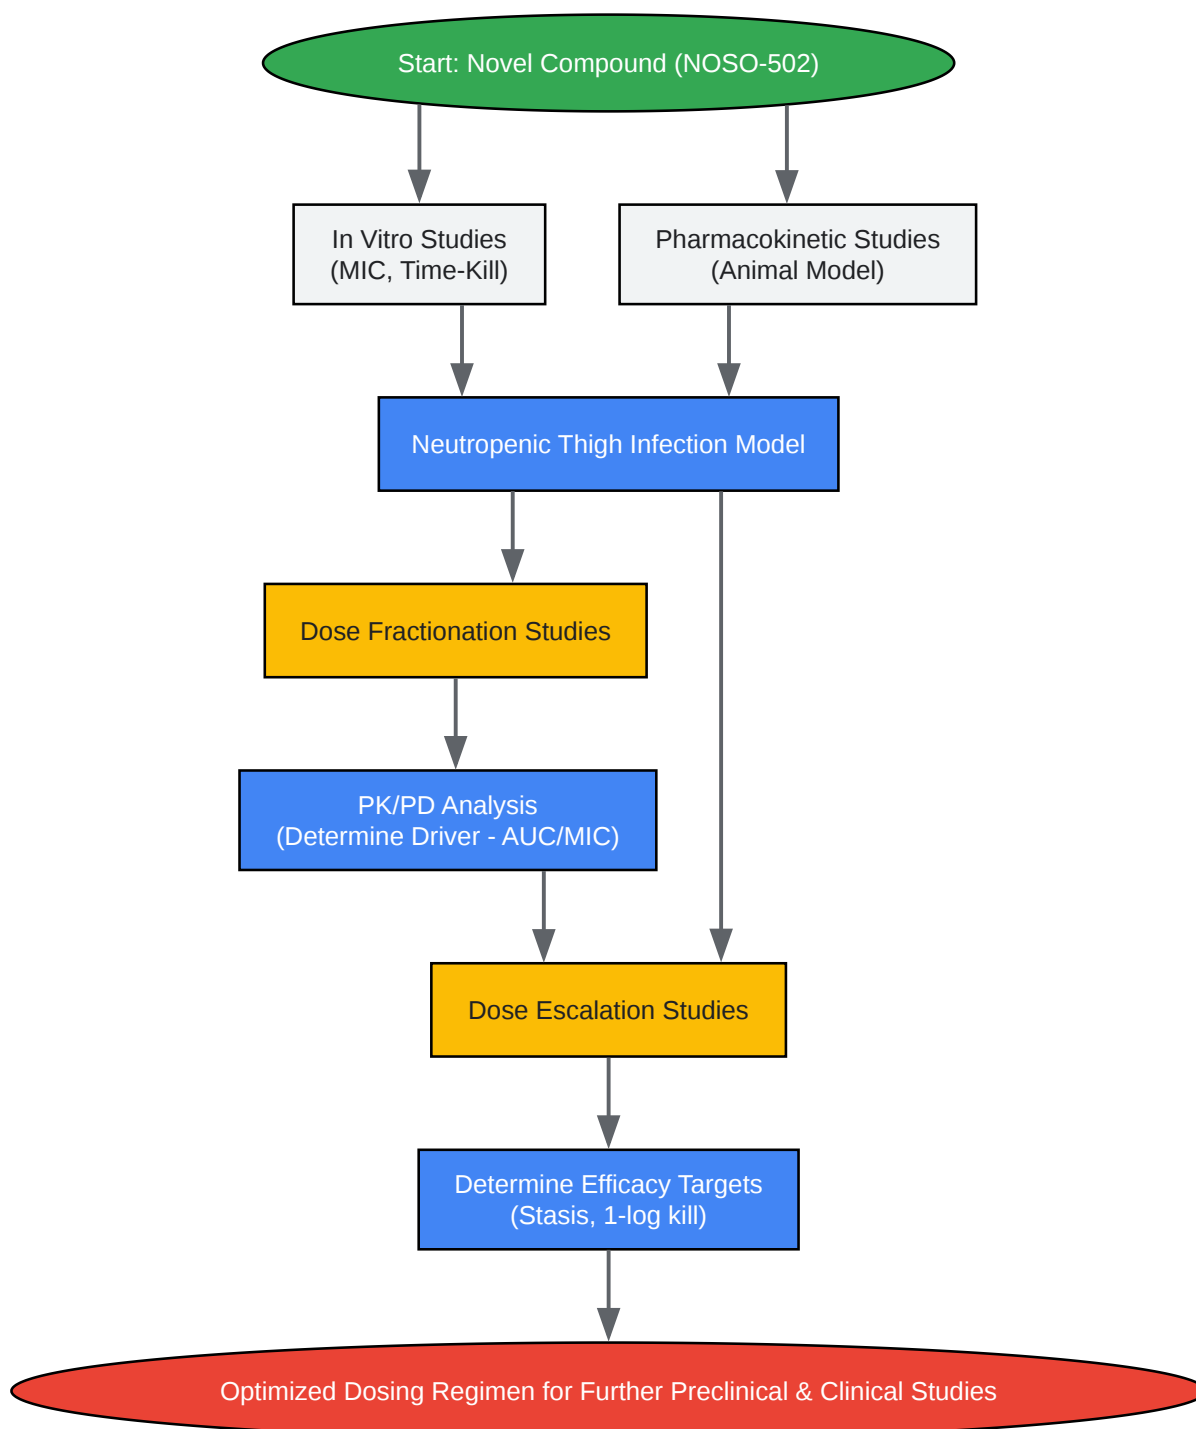 Start: Novel Compound (NOSO-502)
In Vitro Studies
(MIC, Time-Kill)
Pharmacokinetic Studies
(Animal Model)
Neutropenic Thigh Infection Model
Dose Fractionation Studies
PK/PD Analysis
(Determine Driver - AUC/MIC)
Dose Escalation Studies
Determine Efficacy Targets
(Stasis, 1-log kill)
Optimized Dosing Regimen for Further Preclinical & Clinical Studies